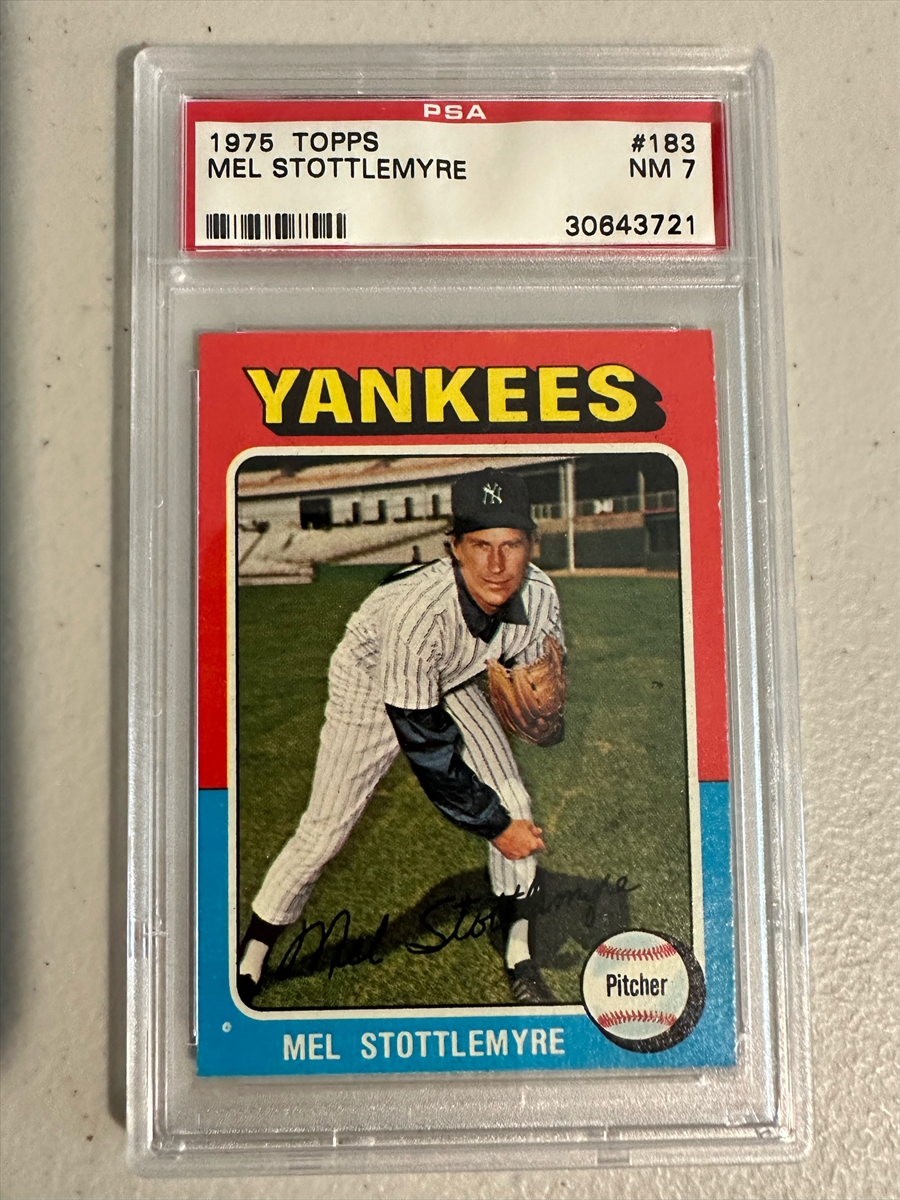 PSA
1975 TOPPS #183
MEL STOTTLEMYRE NM 7
30643721
YANKEES
NY
Mel Stottlemyre
Pitcher
MEL STOTTLEMYRE